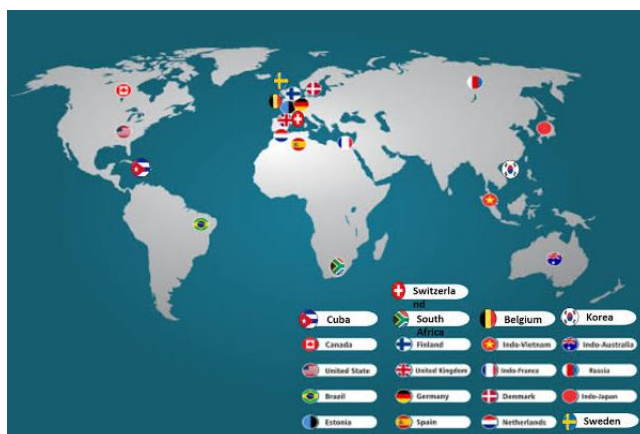 Switzerla
nd
Cuba
South
Africa
Belgium
Korea
Canada
Finland
Indo-Vietnam
Indo-Australia
United State
United Kingdom
Indo-France
Russia
Brazil
Germany
Denmark
Indo-Japan
Estonia
Spain
Netherlands
Sweden